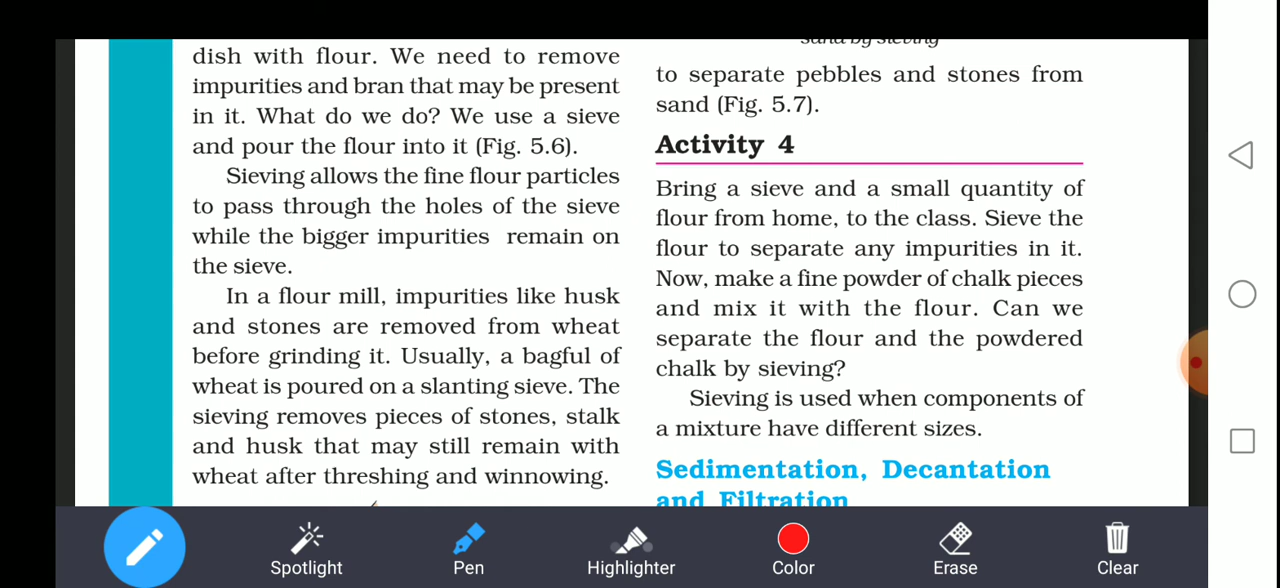 dish with flour. We need to remove
impurities and bran that may be present
in it. What do we do? We use a sieve
and pour the flour into it (Fig. 5.6).
Sieving allows the fine flour particles
to pass through the holes of the sieve
while the bigger impurities remain on
the sieve.
In a flour mill, impurities like husk
and stones are removed from wheat
before grinding it. Usually, a bagful of
wheat is poured on a slanting sieve. The
sieving removes pieces of stones, stalk
and husk that may still remain with
wheat after threshing and winnowing.
sand by sieving
to separate pebbles and stones from
sand (Fig. 5.7).
Activity 4
Bring a sieve and a small quantity of
flour from home, to the class. Sieve the
flour to separate any impurities in it.
Now, make a fine powder of chalk pieces
and mix it with the flour. Can we
separate the flour and the powdered
chalk by sieving?
Sieving is used when components of
a mixture have different sizes.
Sedimentation, Decantation
and Filtration
Spotlight
Pen
Highlighter
Color
Erase
Clear